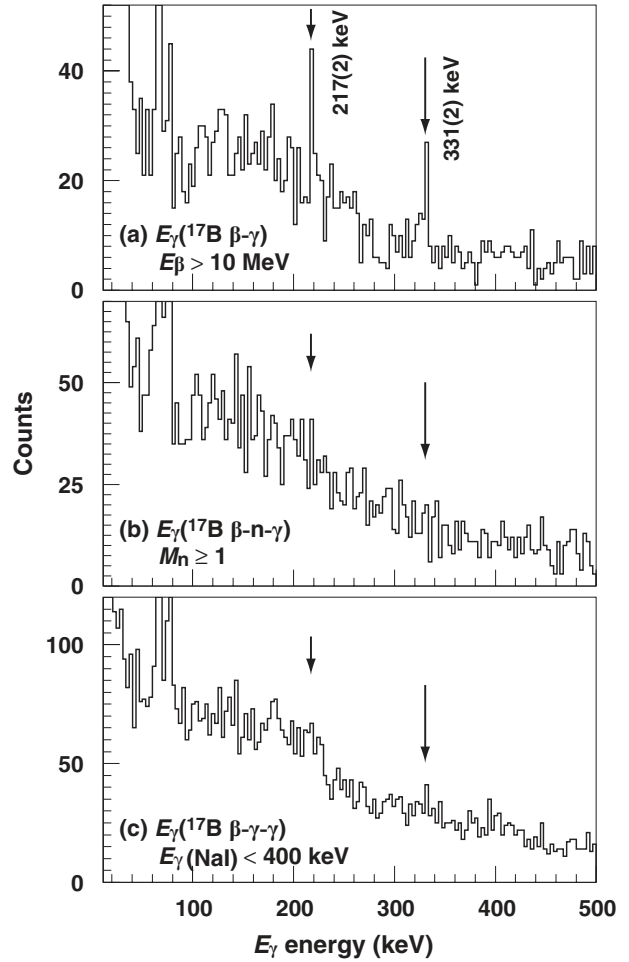 40
20
0
217(2) keV
331(2) keV
(a) Eγ(¹⁷B β-γ)
Eβ > 10 MeV
50
25
0
Counts
(b) Eγ(¹⁷B β-n-γ)
Mn ≥ 1
100
50
0
(c) Eγ(¹⁷B β-γ-γ)
Eγ(NaI) < 400 keV
100 200 300 400 500
Eγ energy (keV)